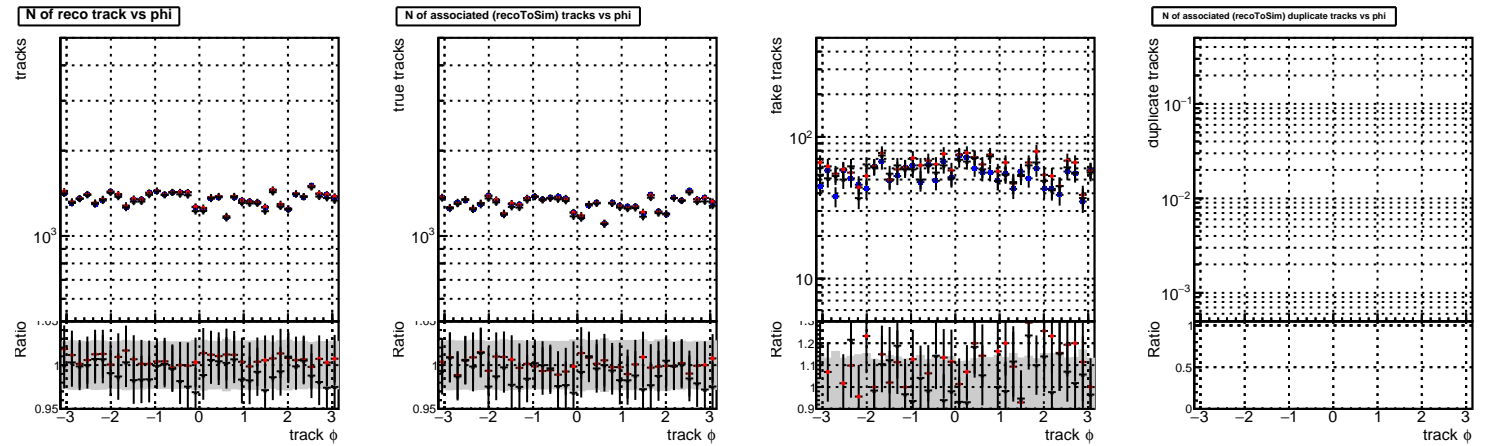 N of reco track vs phi
tracks
10³
Ratio
1.05
0.95
−3 −2 −1 0 1 2 3
track ϕ
N of associated (recoToSim) tracks vs phi
true tracks
10³
Ratio
1.05
0.95
−3 −2 −1 0 1 2 3
track ϕ
fake tracks
10²
10
Ratio
1.3
1.2
1.1
1
0.9
−3 −2 −1 0 1 2 3
track ϕ
N of associated (recoToSim) duplicate tracks vs phi
duplicate tracks
10⁻¹
10⁻²
10⁻³
Ratio
1
0.5
0
−3 −2 −1 0 1 2 3
track ϕ